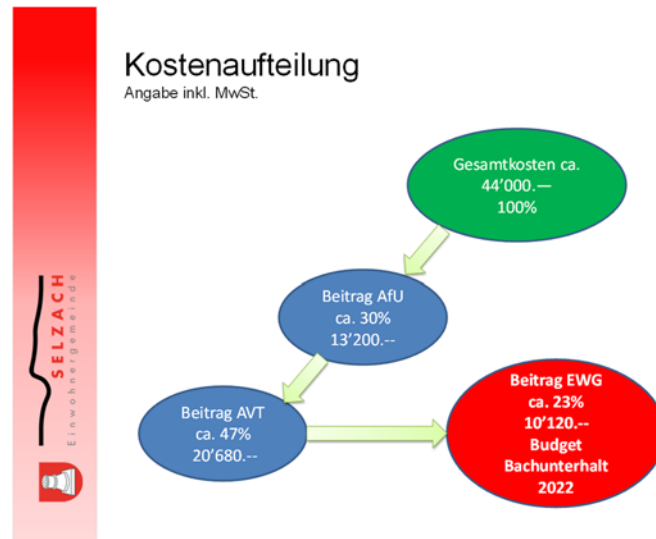 Kostenaufteilung
Angabe inkl. MwSt.
Gesamtkosten ca.
44’000.—
100%
Beitrag AfU
ca. 30%
13’200.--
Beitrag AVT
ca. 47%
20’680.--
Beitrag EWG
ca. 23%
10’120.--
Budget
Bachunterhalt
2022
SELZACH
Einwohnergemeinde